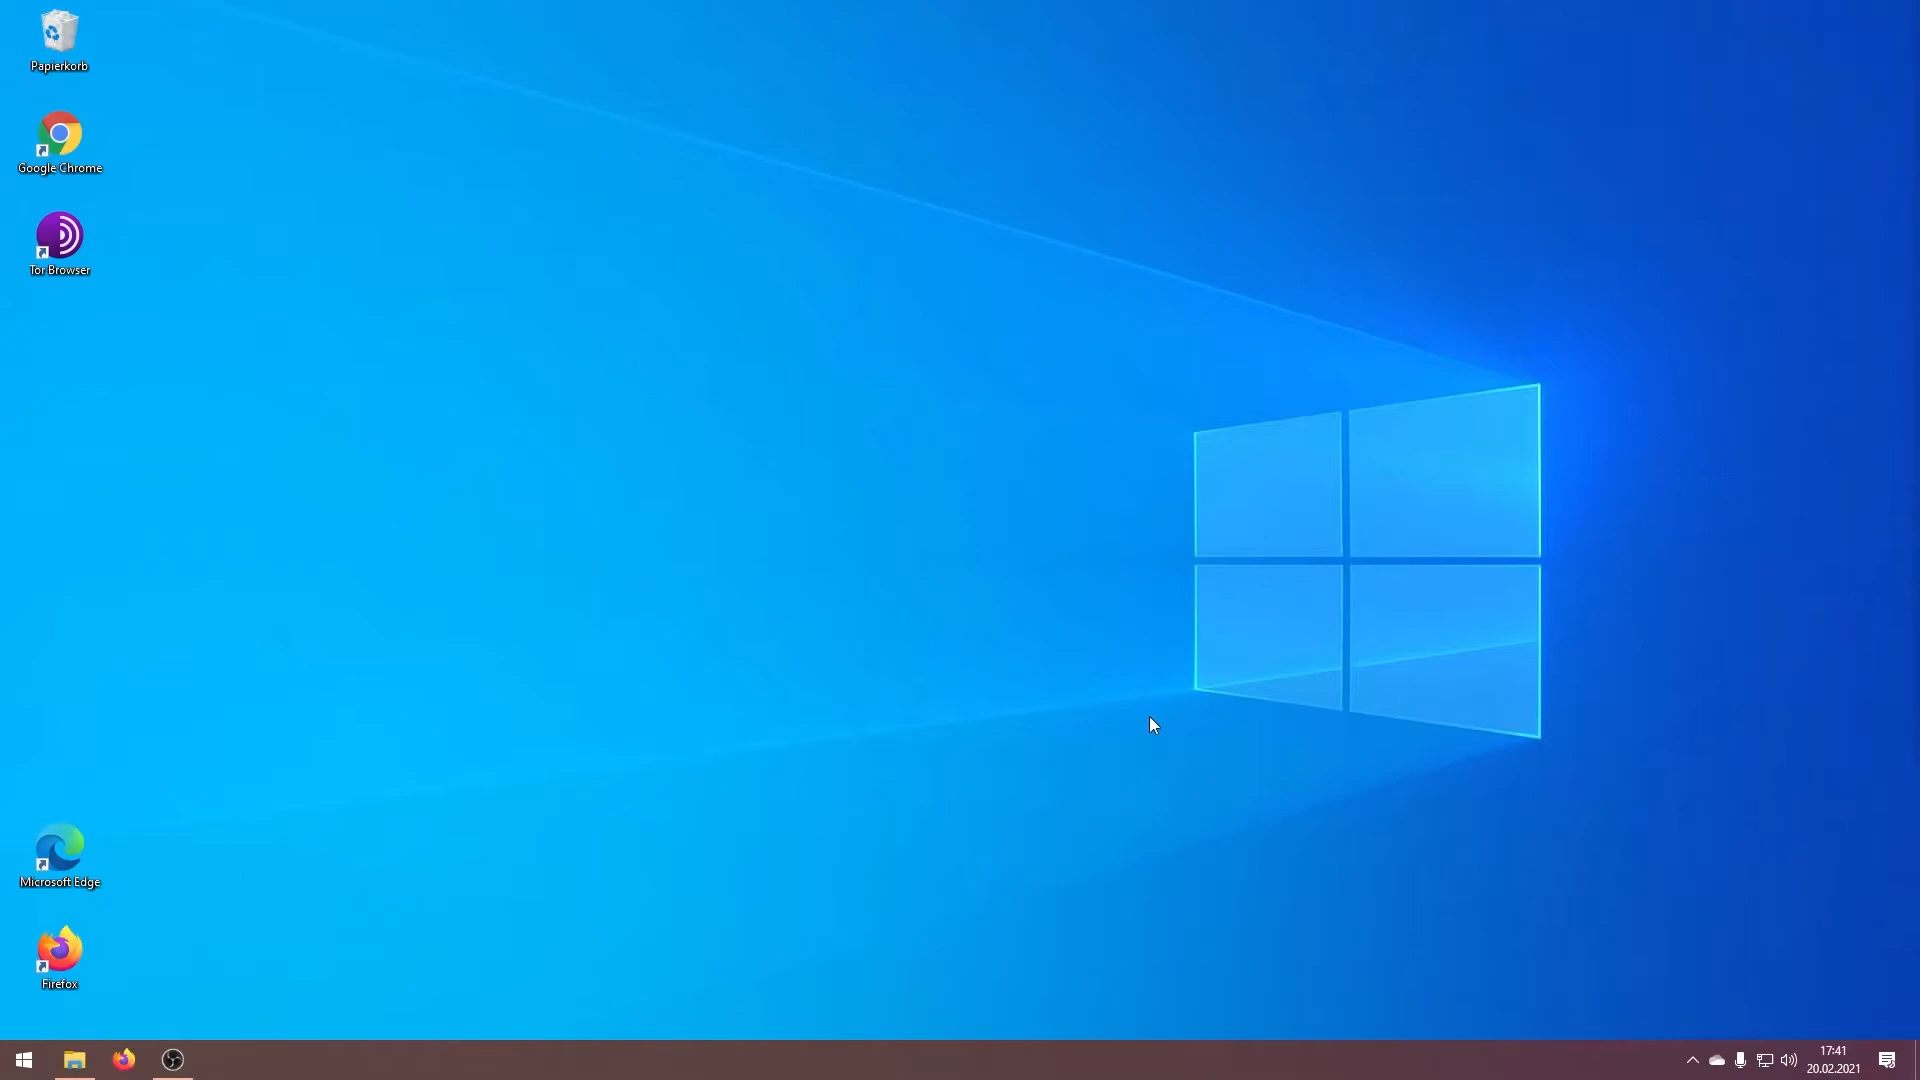 Papierkorb
Google Chrome
Tor Browser
Microsoft Edge
Firefox
17:41
20.02.2021